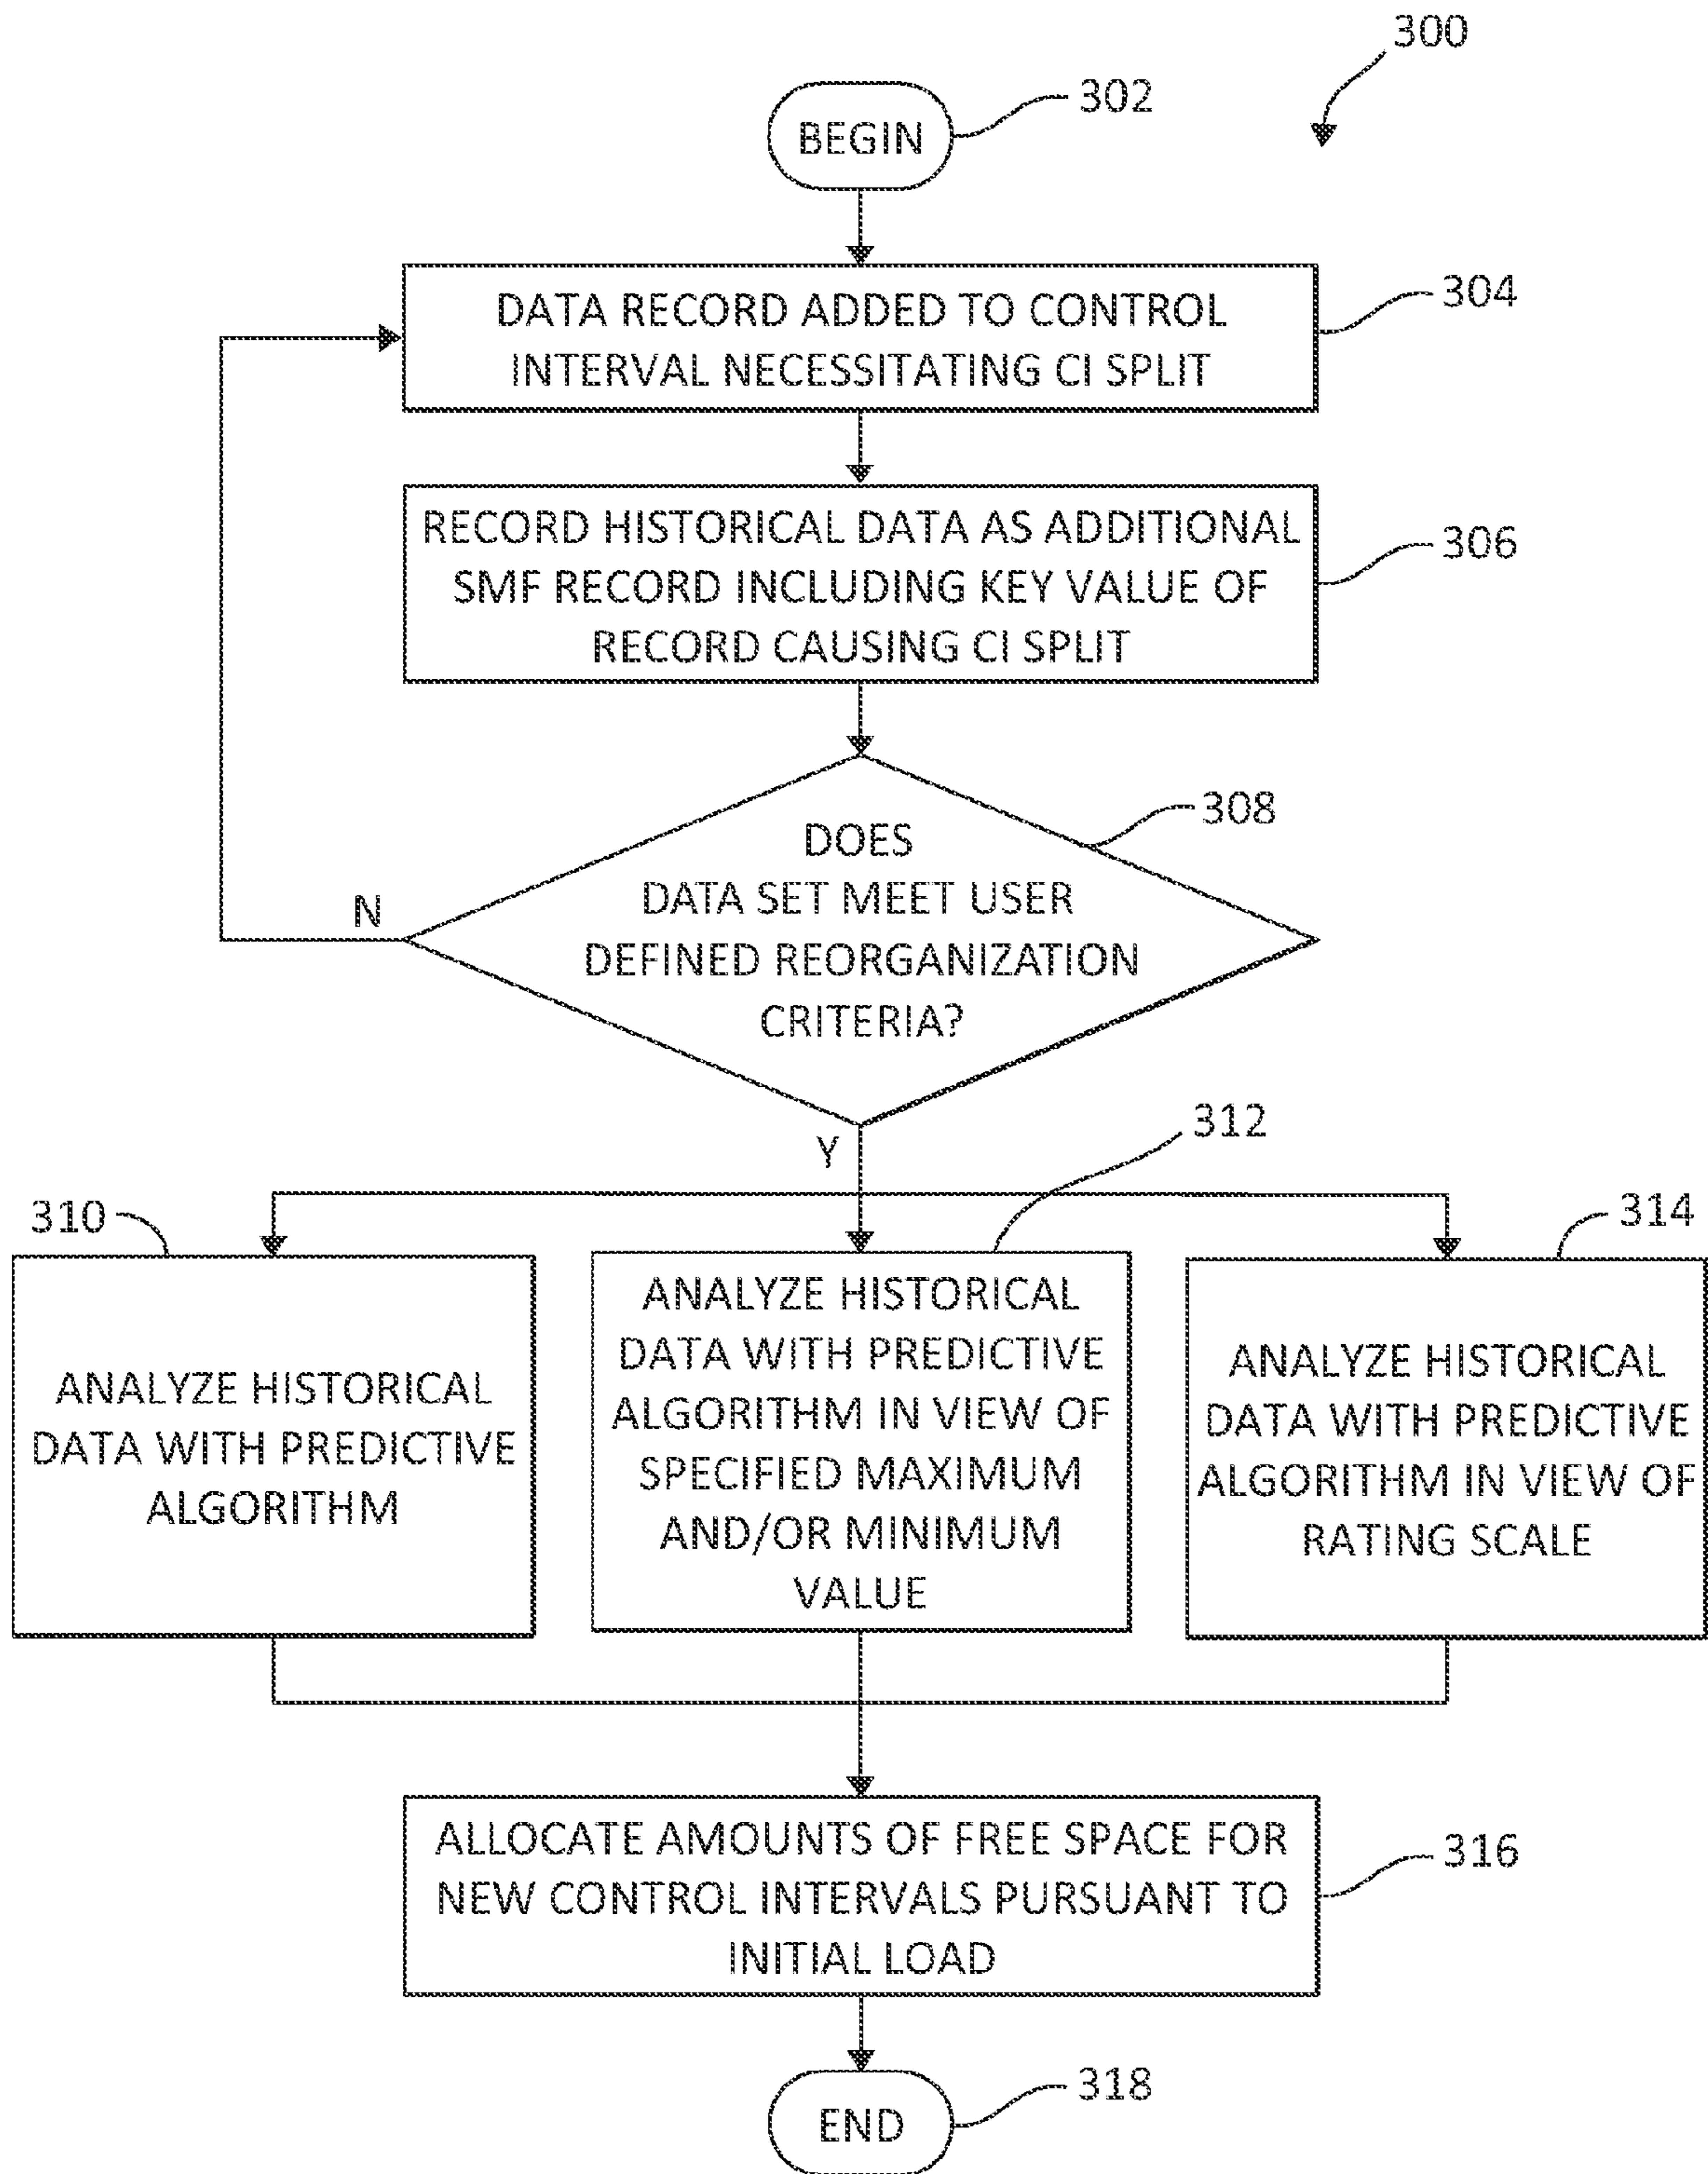 300
302
BEGIN
DATA RECORD ADDED TO CONTROL
INTERVAL NECESSITATING CI SPLIT
304
RECORD HISTORICAL DATA AS ADDITIONAL
SMF RECORD INCLUDING KEY VALUE OF
RECORD CAUSING CI SPLIT
306
308
DOES
DATA SET MEET USER
DEFINED REORGANIZATION
CRITERIA?
N
Y
310
ANALYZE HISTORICAL
DATA WITH PREDICTIVE
ALGORITHM
312
ANALYZE HISTORICAL
DATA WITH PREDICTIVE
ALGORITHM IN VIEW OF
SPECIFIED MAXIMUM
AND/OR MINIMUM
VALUE
314
ANALYZE HISTORICAL
DATA WITH PREDICTIVE
ALGORITHM IN VIEW OF
RATING SCALE
ALLOCATE AMOUNTS OF FREE SPACE FOR
NEW CONTROL INTERVALS PURSUANT TO
INITIAL LOAD
316
318
END